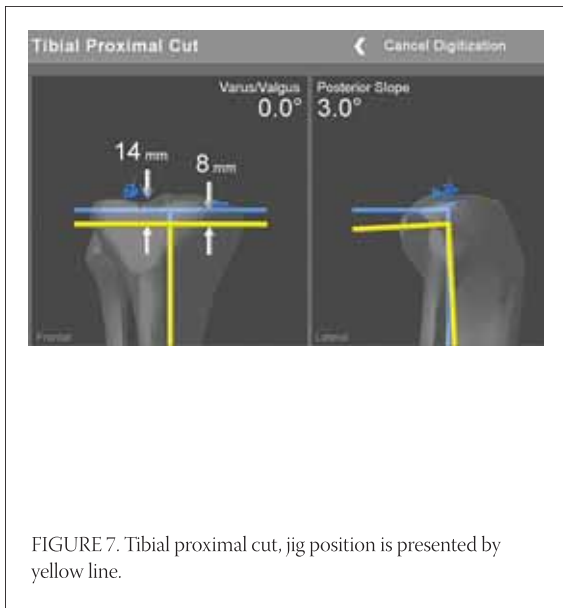 Tibial Proximal Cut
❮ Cancel Digitization
Varus/Valgus
0.0°
Posterior Slope
3.0°
14 mm
8 mm
Frontal
Lateral
FIGURE 7. Tibial proximal cut, jig position is presented by
yellow line.